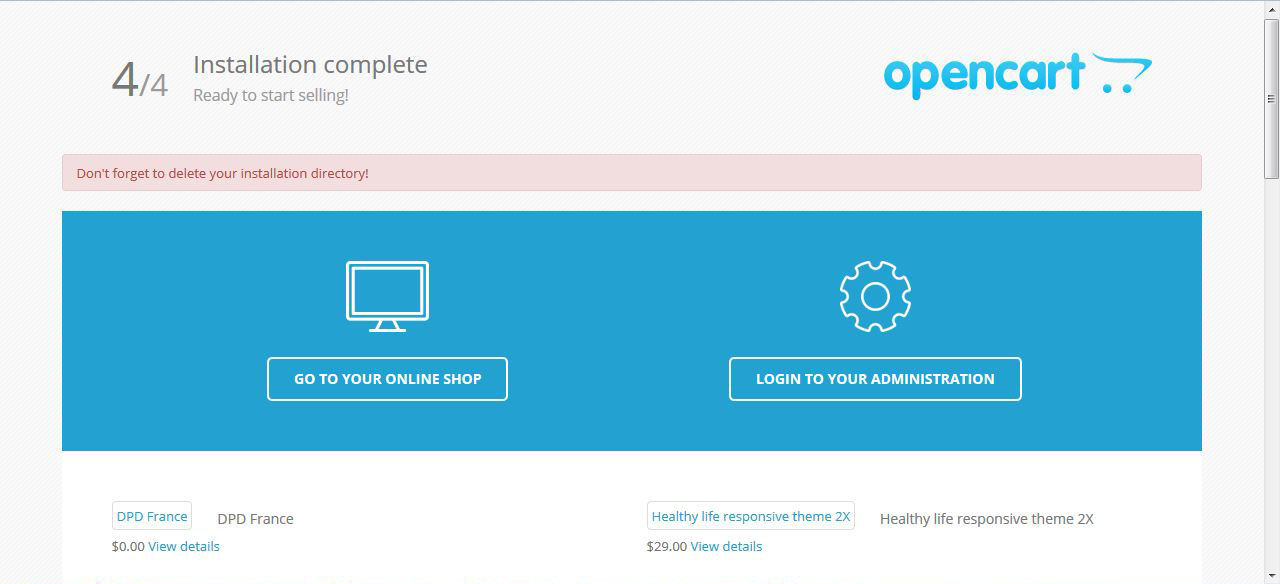 4/4
Installation complete
Ready to start selling!
opencart
Don't forget to delete your installation directory!
GO TO YOUR ONLINE SHOP
LOGIN TO YOUR ADMINISTRATION
DPD France DPD France
$0.00 View details
Healthy life responsive theme 2X Healthy life responsive theme 2X
$29.00 View details